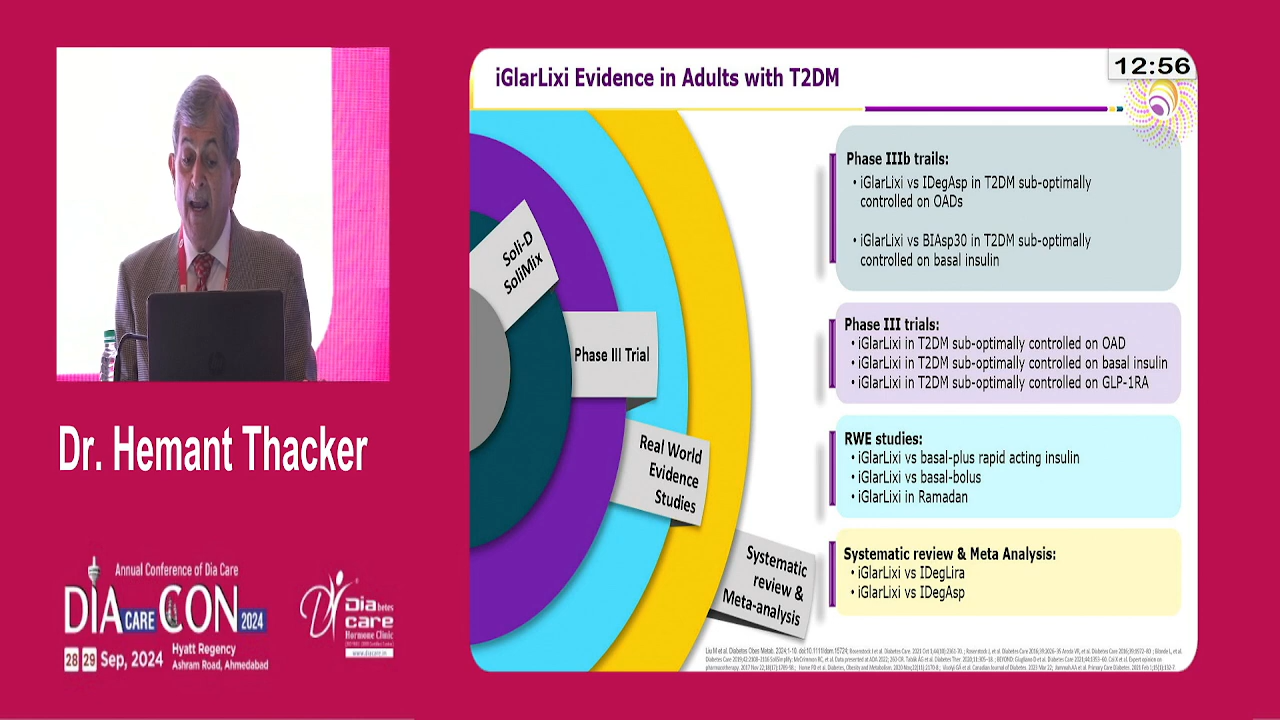 iGlarLixi Evidence in Adults with T2DM
12:56
Soli-D
SoliMix
Phase III Trial
Real World
Evidence
Studies
Systematic
review &
Meta-analysis
Phase IIIb trails:
• iGlarLixi vs IDegAsp in T2DM sub-optimally
controlled on OADs
• iGlarLixi vs BIAsp30 in T2DM sub-optimally
controlled on basal insulin
Phase III trials:
• iGlarLixi in T2DM sub-optimally controlled on OAD
• iGlarLixi in T2DM sub-optimally controlled on basal insulin
• iGlarLixi in T2DM sub-optimally controlled on GLP-1RA
RWE studies:
• iGlarLixi vs basal-plus rapid acting insulin
• iGlarLixi vs basal-bolus
• iGlarLixi in Ramadan
Systematic review & Meta Analysis:
• iGlarLixi vs IDegLira
• iGlarLixi vs IDegAsp
Dr. Hemant Thacker
Annual Conference of Dia Care
DIA CARE CON 2024
28 29 Sep, 2024
Hyatt Regency
Ashram Road, Ahmedabad
Diabetes
care
Hormone Clinic